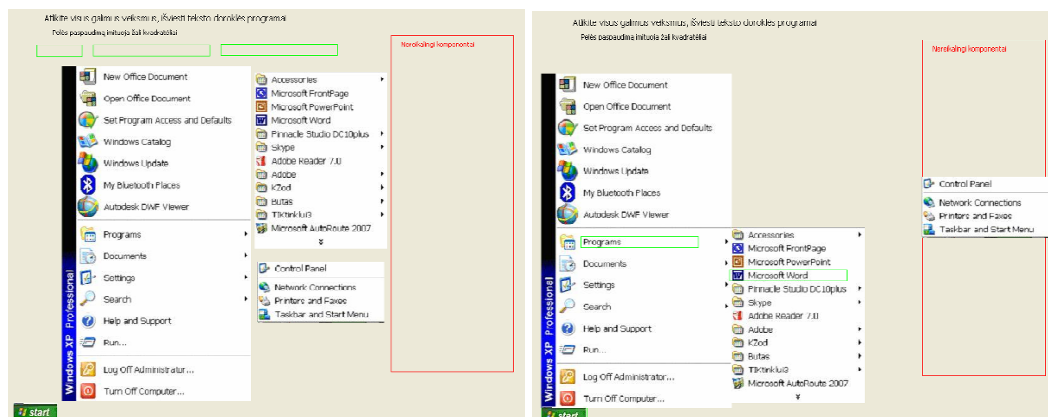 Atlikite visus galimus veiksmus, išviesti teksto doroklės programai
Pelės paspaudimą imituoja žali kvadratėliai
Nereikalingi komponentai
New Office Document
Open Office Document
Set Program Access and Defaults
Windows Catalog
Windows Update
My Bluetooth Places
Autodesk DWF Viewer
Programs
Documents
Settings
Search
Help and Support
Run...
Log Off Administrator...
Turn Off Computer...
Windows XP Professional
start
Accessories
Microsoft FrontPage
Microsoft PowerPoint
Microsoft Word
Pinnacle Studio DC10plus
Skype
Adobe Reader 7.0
Adobe
KZod
Butas
TIktinklui3
Microsoft AutoRoute 2007
Control Panel
Network Connections
Printers and Faxes
Taskbar and Start Menu
Atlikite visus galimus veiksmus, išviesti teksto doroklės programai
Pelės paspaudimą imituoja žali kvadratėliai
Nereikalingi komponentai
New Office Document
Open Office Document
Set Program Access and Defaults
Windows Catalog
Windows Update
My Bluetooth Places
Autodesk DWF Viewer
Programs
Documents
Settings
Search
Help and Support
Run...
Log Off Administrator...
Turn Off Computer...
Windows XP Professional
start
Accessories
Microsoft FrontPage
Microsoft PowerPoint
Microsoft Word
Pinnacle Studio DC10plus
Skype
Adobe Reader 7.0
Adobe
KZod
Butas
TIktinklui3
Microsoft AutoRoute 2007
Control Panel
Network Connections
Printers and Faxes
Taskbar and Start Menu